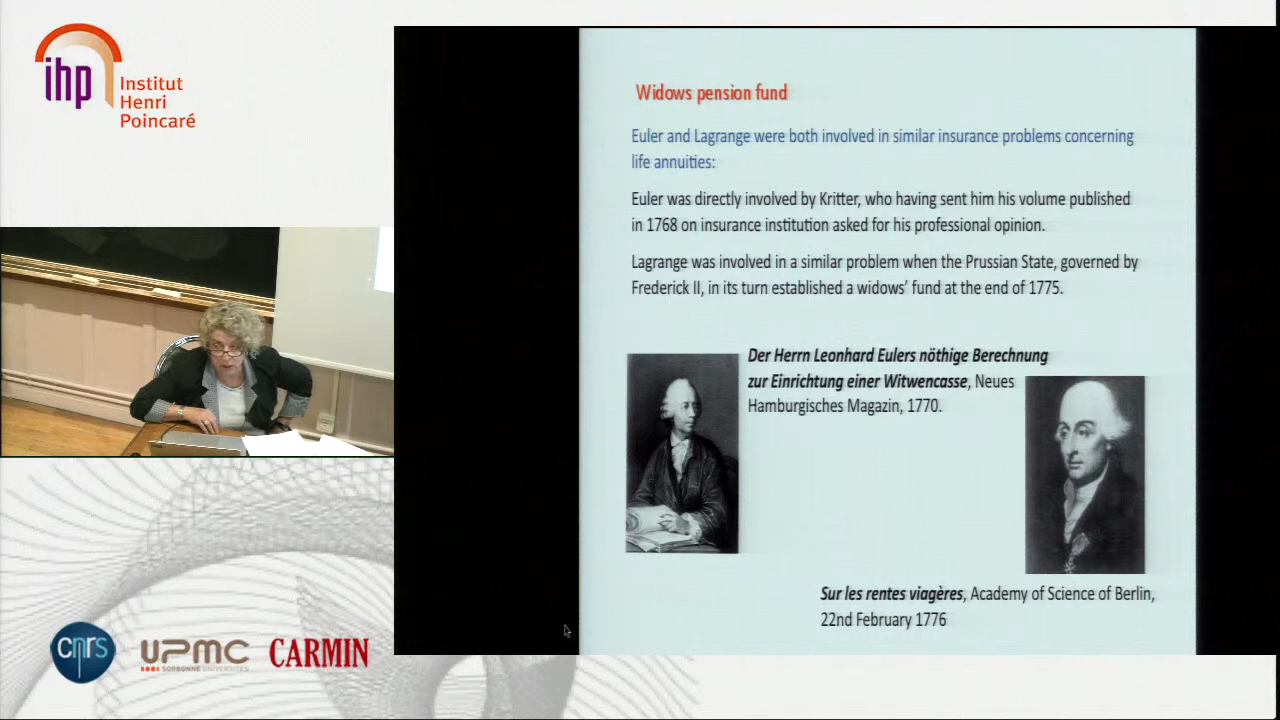 ihp
Institut
Henri
Poincaré
Widows pension fund
Euler and Lagrange were both involved in similar insurance problems concerning
life annuities:
Euler was directly involved by Kritter, who having sent him his volume published
in 1768 on insurance institution asked for his professional opinion.
Lagrange was involved in a similar problem when the Prussian State, governed by
Frederick II, in its turn established a widows' fund at the end of 1775.
Der Herrn Leonhard Eulers nöthige Berechnung
zur Einrichtung einer Witwencasse, Neues
Hamburgisches Magazin, 1770.
Sur les rentes viagères, Academy of Science of Berlin,
22nd February 1776
cnrs
UPMC
SORBONNE UNIVERSITÉS
CARMIN